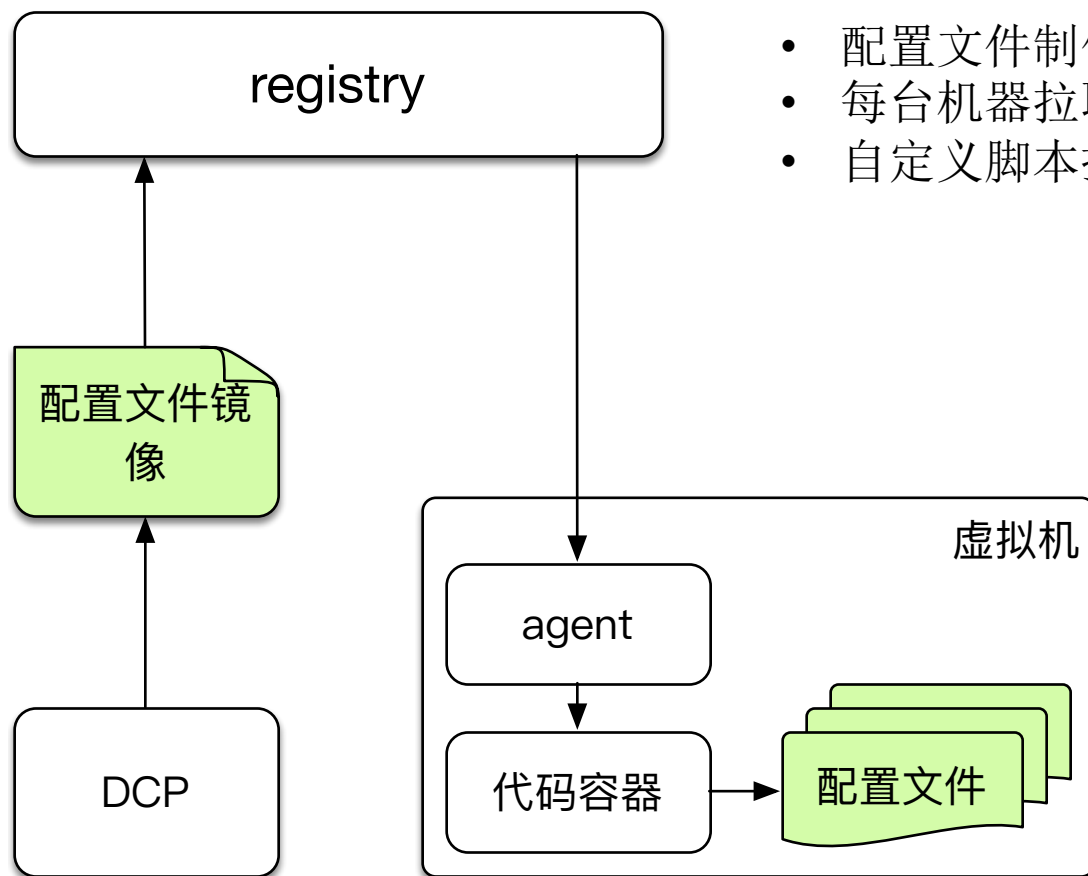 registry
• 配置文件制
• 每台机器拉
• 自定义脚本
配置文件镜
像
虚拟机
agent
DCP
代码容器
配置文件